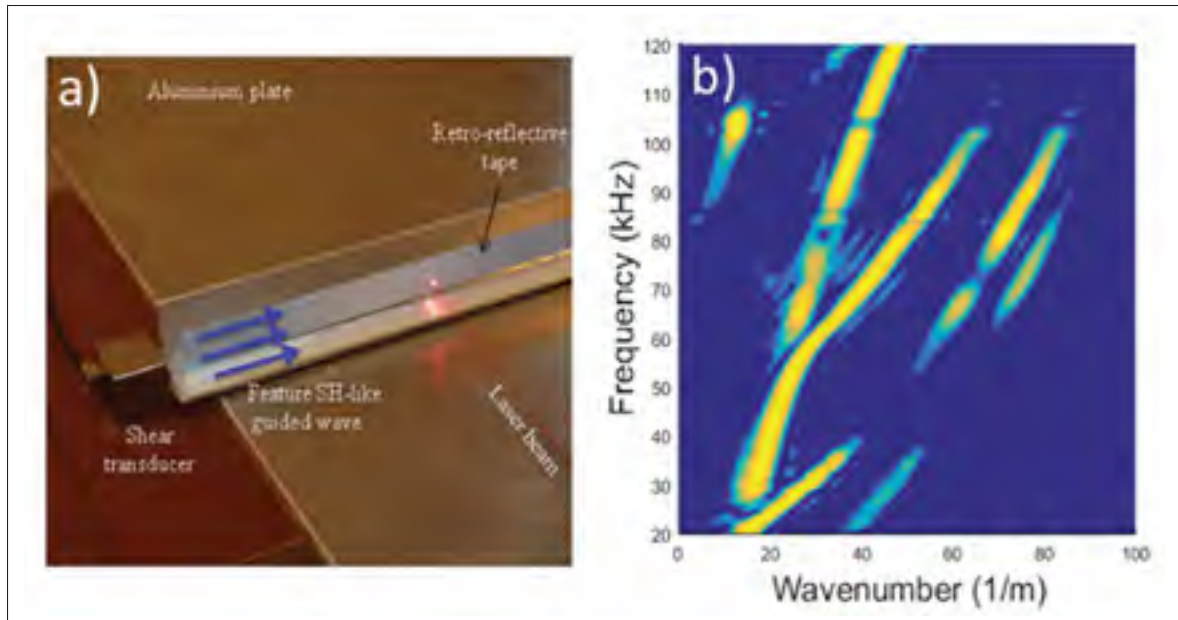 a)
Aluminium plate
Retro-reflective
tape
Feature SH-like
guided wave
Shear
transducer
Laser beam
b)
Frequency (kHz)
120
110
100
90
80
70
60
50
40
30
20
0
20
40
60
80
100
Wavenumber (1/m)